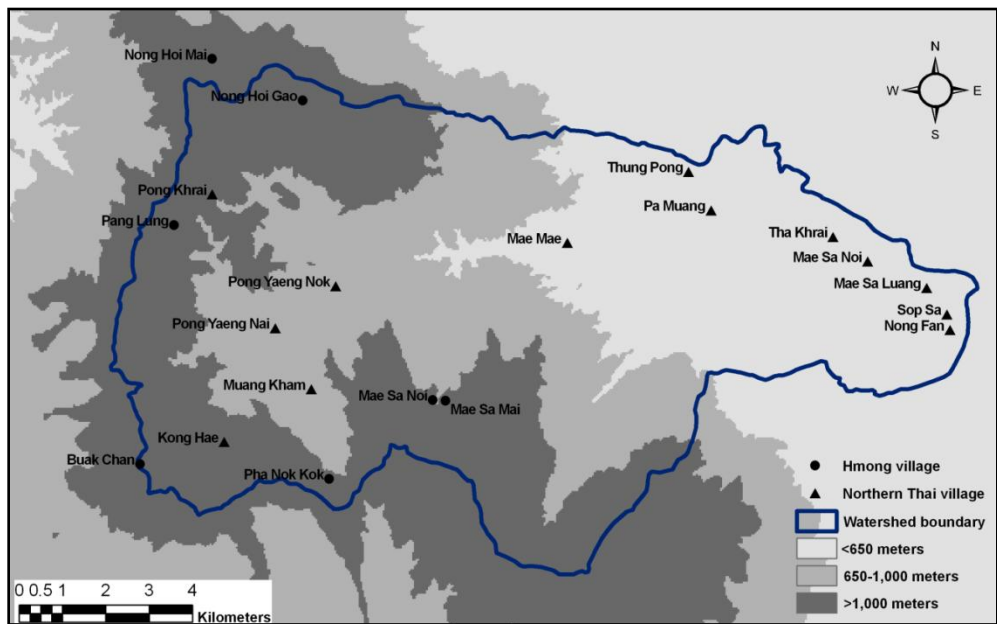 Nong Hoi Mai
Nong Hoi Gao
N
W
E
S
Thung Pong
Pong Khrai
Pa Muang
Pang Lung
Tha Khrai
Mae Mae
Mae Sa Noi
Pong Yaeng Nok
Mae Sa Luang
Sop Sa
Pong Yaeng Nai
Nong Fan
Muang Kham
Mae Sa Noi
Mae Sa Mai
Kong Hae
Buak Chan
Pha Nok Kok
Hmong village
Northern Thai village
Watershed boundary
<650 meters
650-1,000 meters
>1,000 meters
0 0.5 1 2 3 4
Kilometers